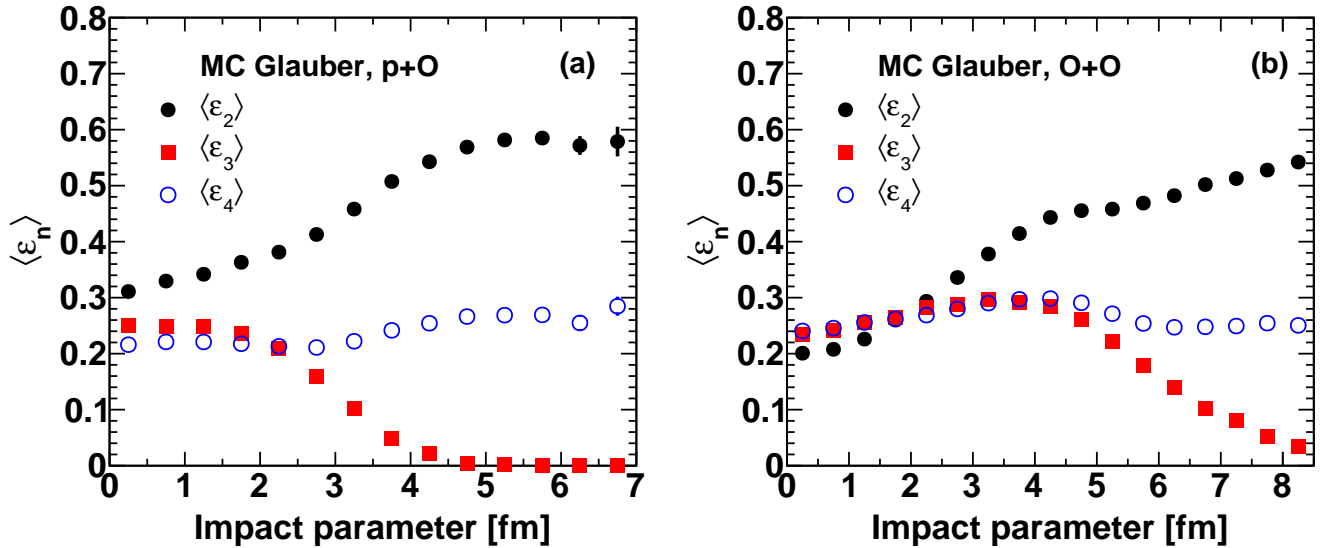 MC Glauber, p+O (a)
⟨ε2⟩
⟨ε3⟩
⟨ε4⟩
⟨εn⟩
0.8
0.7
0.6
0.5
0.4
0.3
0.2
0.1
0
0 1 2 3 4 5 6 7
Impact parameter [fm]
MC Glauber, O+O (b)
⟨ε2⟩
⟨ε3⟩
⟨ε4⟩
⟨εn⟩
0.8
0.7
0.6
0.5
0.4
0.3
0.2
0.1
0
0 1 2 3 4 5 6 7 8
Impact parameter [fm]